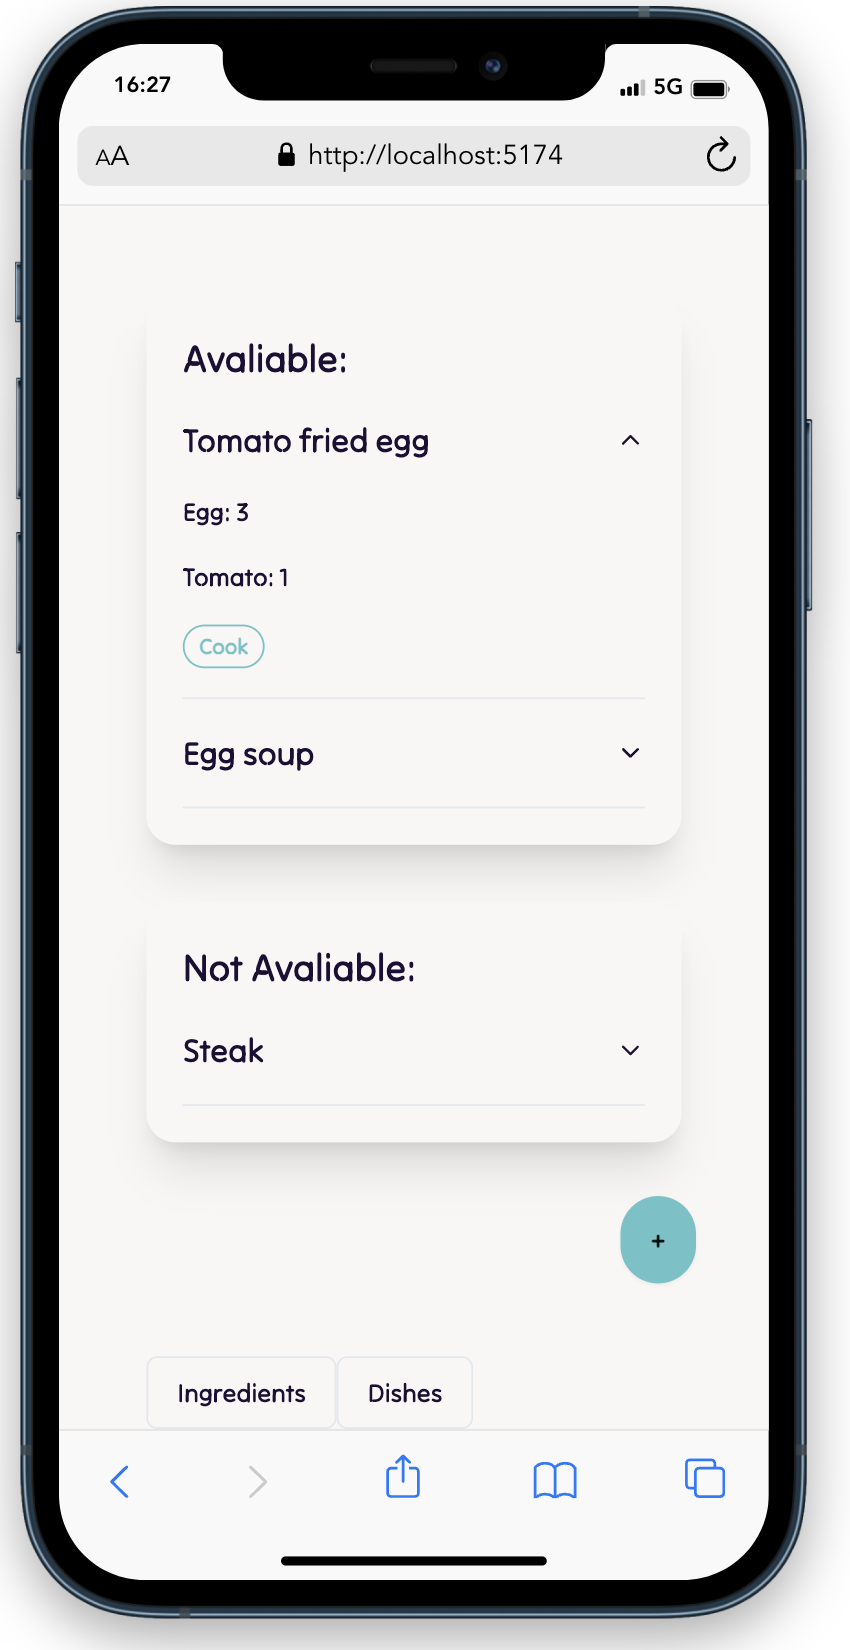 16:27
5G
AA
http://localhost:5174
Avaliable:
Tomato fried egg
Egg: 3
Tomato: 1
Cook
Egg soup
Not Avaliable:
Steak
+
Ingredients
Dishes